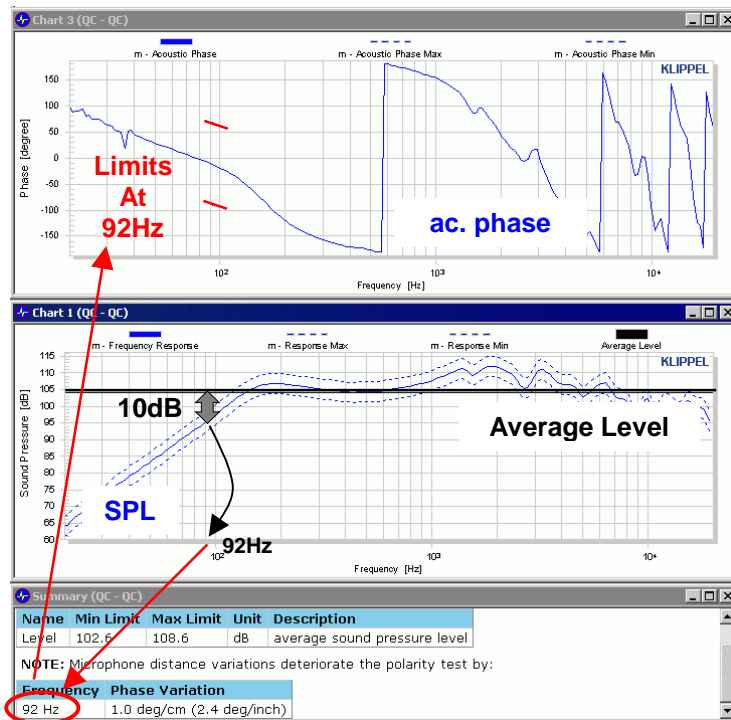 Chart 3 (QC - QC)
m - Acoustic Phase
m - Acoustic Phase Max
m - Acoustic Phase Min
KLIPPEL
Phase [degree]
150
100
50
0
-50
-100
-150
Limits
At
92Hz
ac. phase
10²
10³
10⁴
Frequency [Hz]
Chart 1 (QC - QC)
m - Frequency Response
m - Response Max
m - Response Min
Average Level
KLIPPEL
Sound Pressure [dB]
115
110
105
100
95
90
85
80
75
70
65
60
10dB
Average Level
SPL
92Hz
10²
10³
10⁴
Frequency [Hz]
Summary (QC - QC)
Name Min Limit Max Limit Unit Description
Level 102.6 108.6 dB average sound pressure level
NOTE: Microphone distance variations deteriorate the polarity test by:
Frequency Phase Variation
92 Hz 1.0 deg/cm (2.4 deg/inch)